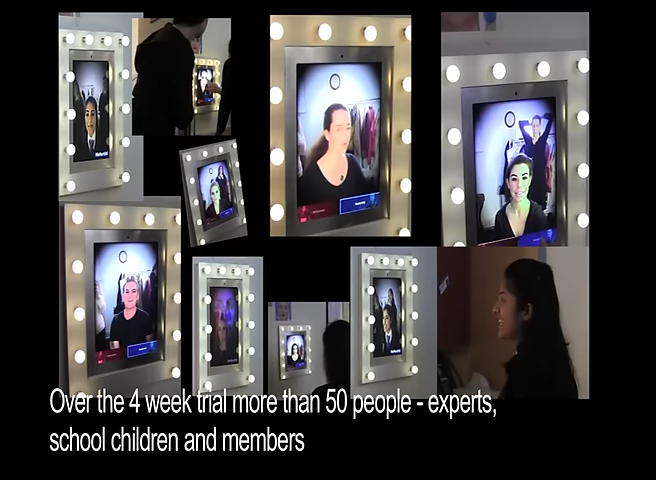 Over the 4 week trial more than 50 people - experts,
school children and members